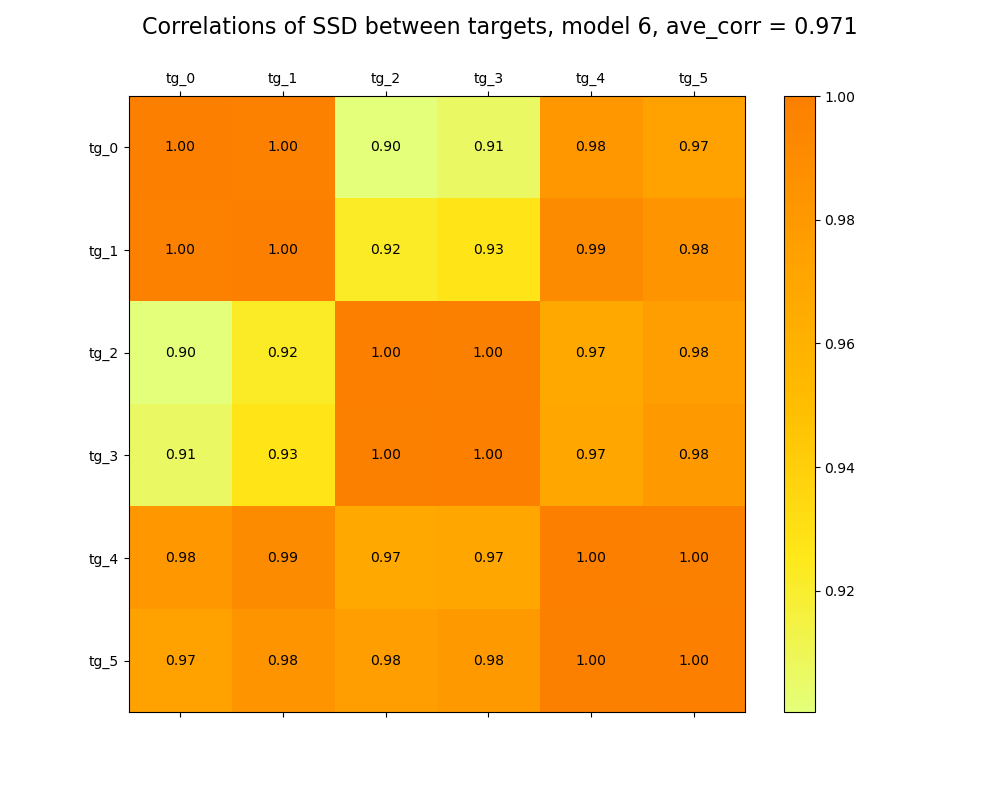 Correlations of SSD between targets, model 6, ave_corr = 0.971
tg_0 tg_1 tg_2 tg_3 tg_4 tg_5
tg_0 1.00 1.00 0.90 0.91 0.98 0.97
tg_1 1.00 1.00 0.92 0.93 0.99 0.98
tg_2 0.90 0.92 1.00 1.00 0.97 0.98
tg_3 0.91 0.93 1.00 1.00 0.97 0.98
tg_4 0.98 0.99 0.97 0.97 1.00 1.00
tg_5 0.97 0.98 0.98 0.98 1.00 1.00
1.00
0.98
0.96
0.94
0.92